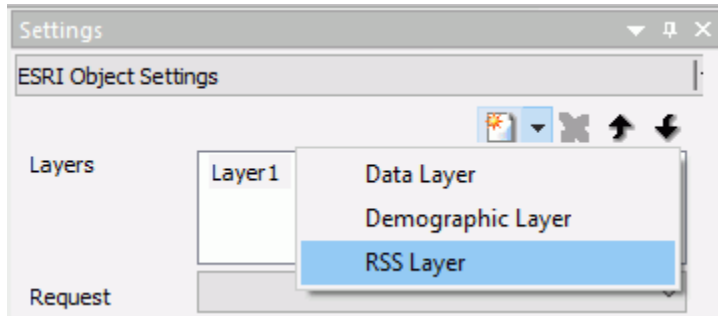 Settings
ESRI Object Settings
Layers
Layer1
Data Layer
Demographic Layer
RSS Layer
Request